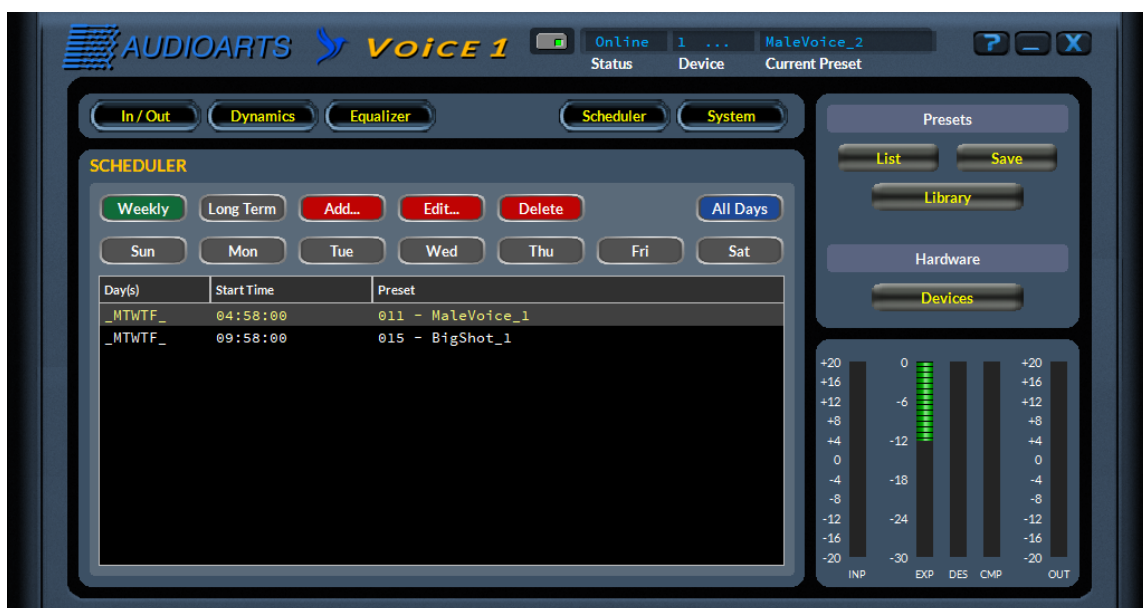 AUDIOARTS VOICE 1 Online 1 ... MaleVoice_2 ? _ X
Status Device Current Preset
In / Out Dynamics Equalizer Scheduler System
SCHEDULER
Weekly Long Term Add... Edit... Delete All Days
Sun Mon Tue Wed Thu Fri Sat
Day(s) Start Time Preset
_MTWTF_ 04:58:00 011 - MaleVoice_1
_MTWTF_ 09:58:00 015 - BigShot_1
Presets
List Save
Library
Hardware
Devices
+20 0 +20
+16 +16
+12 -6 +12
+8 +8
+4 -12 +4
0 0
-4 -18 -4
-8 -8
-12 -24 -12
-16 -16
-20 -30 -20
INP EXP DES CMP OUT